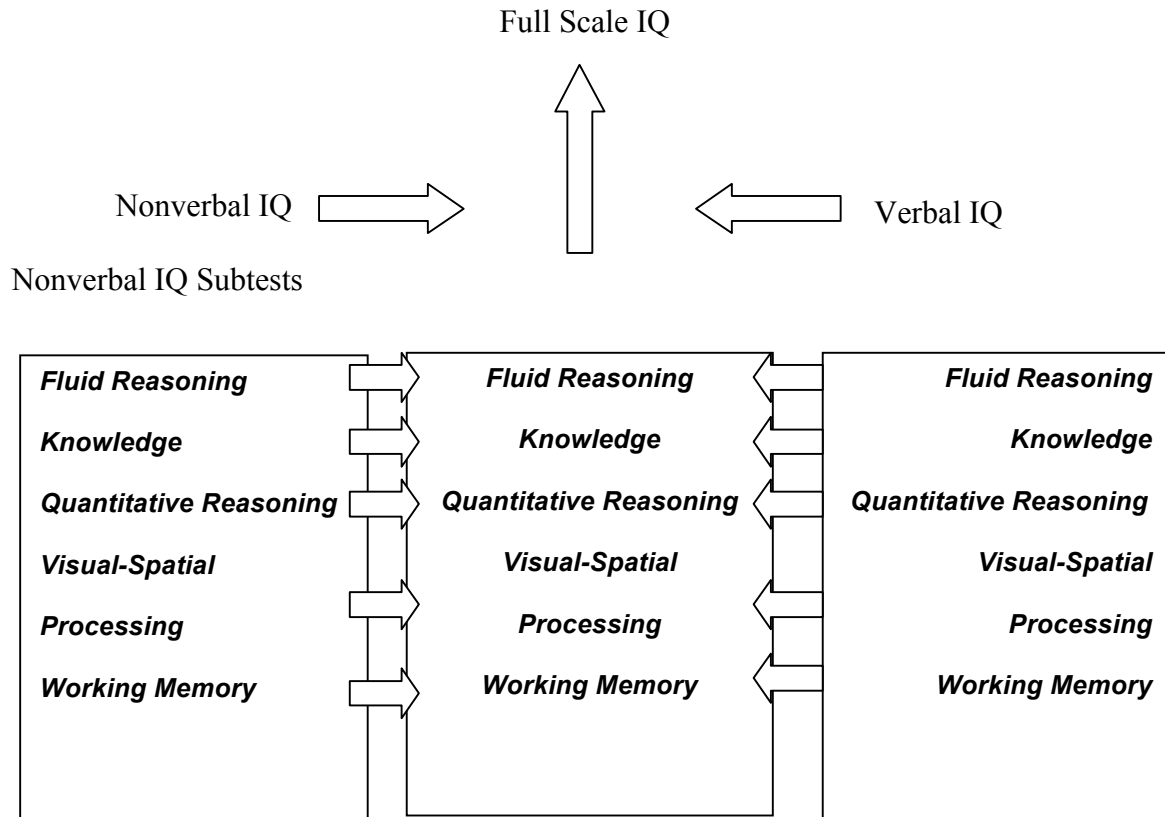 Full Scale IQ
Nonverbal IQ
Verbal IQ
Nonverbal IQ Subtests
Fluid Reasoning
Knowledge
Quantitative Reasoning
Visual-Spatial
Processing
Working Memory
Fluid Reasoning
Knowledge
Quantitative Reasoning
Visual-Spatial
Processing
Working Memory
Fluid Reasoning
Knowledge
Quantitative Reasoning
Visual-Spatial
Processing
Working Memory